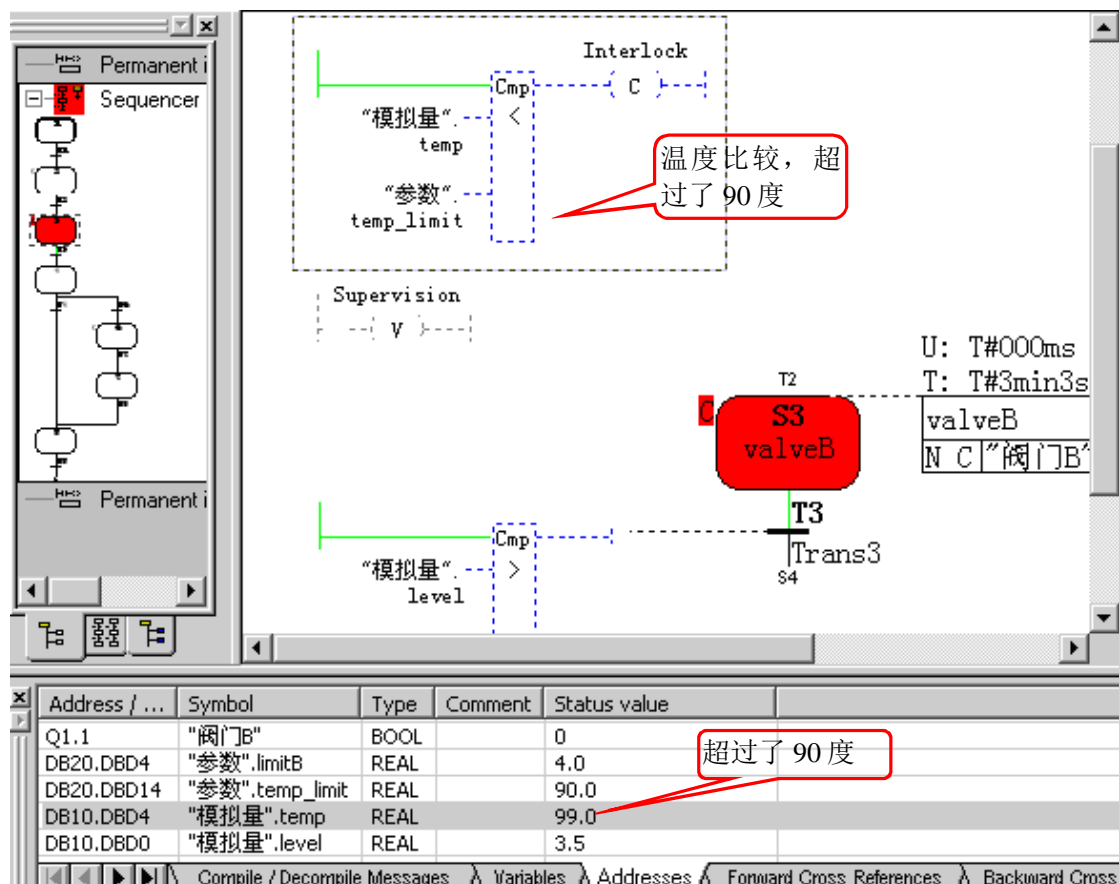 Permanent i
Sequencer
Permanent i
Interlock
Cmp
( C )
"模拟量".
temp
<
"参数".
temp_limit
温度比较，超
过了 90 度
Supervision
( V )
U: T#000ms
T2
T: T#3min3s
C
S3
valveB
valveB
N C "阀门B"
T3
Trans3
S4
Cmp
"模拟量".
level
>
Address / ... Symbol Type Comment Status value
Q1.1 "阀门B" BOOL 0
DB20.DBD4 "参数".limitB REAL 4.0
DB20.DBD14 "参数".temp_limit REAL 90.0
DB10.DBD4 "模拟量".temp REAL 99.0
DB10.DBD0 "模拟量".level REAL 3.5
超过了 90 度
Compile / Decompile Messages Variables Addresses Forward Cross References Backward Cross